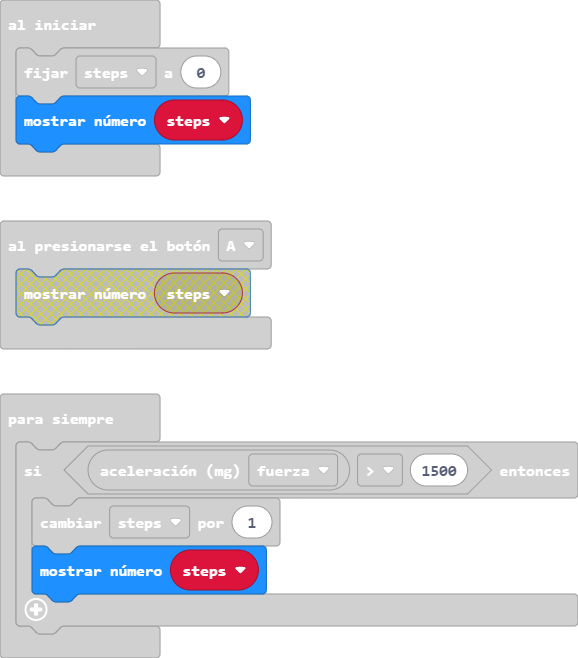 al iniciar
fijar steps a 0
mostrar número steps
al presionarse el botón A
mostrar número steps
para siempre
si aceleración (mg) fuerza > 1500 entonces
cambiar steps por 1
mostrar número steps